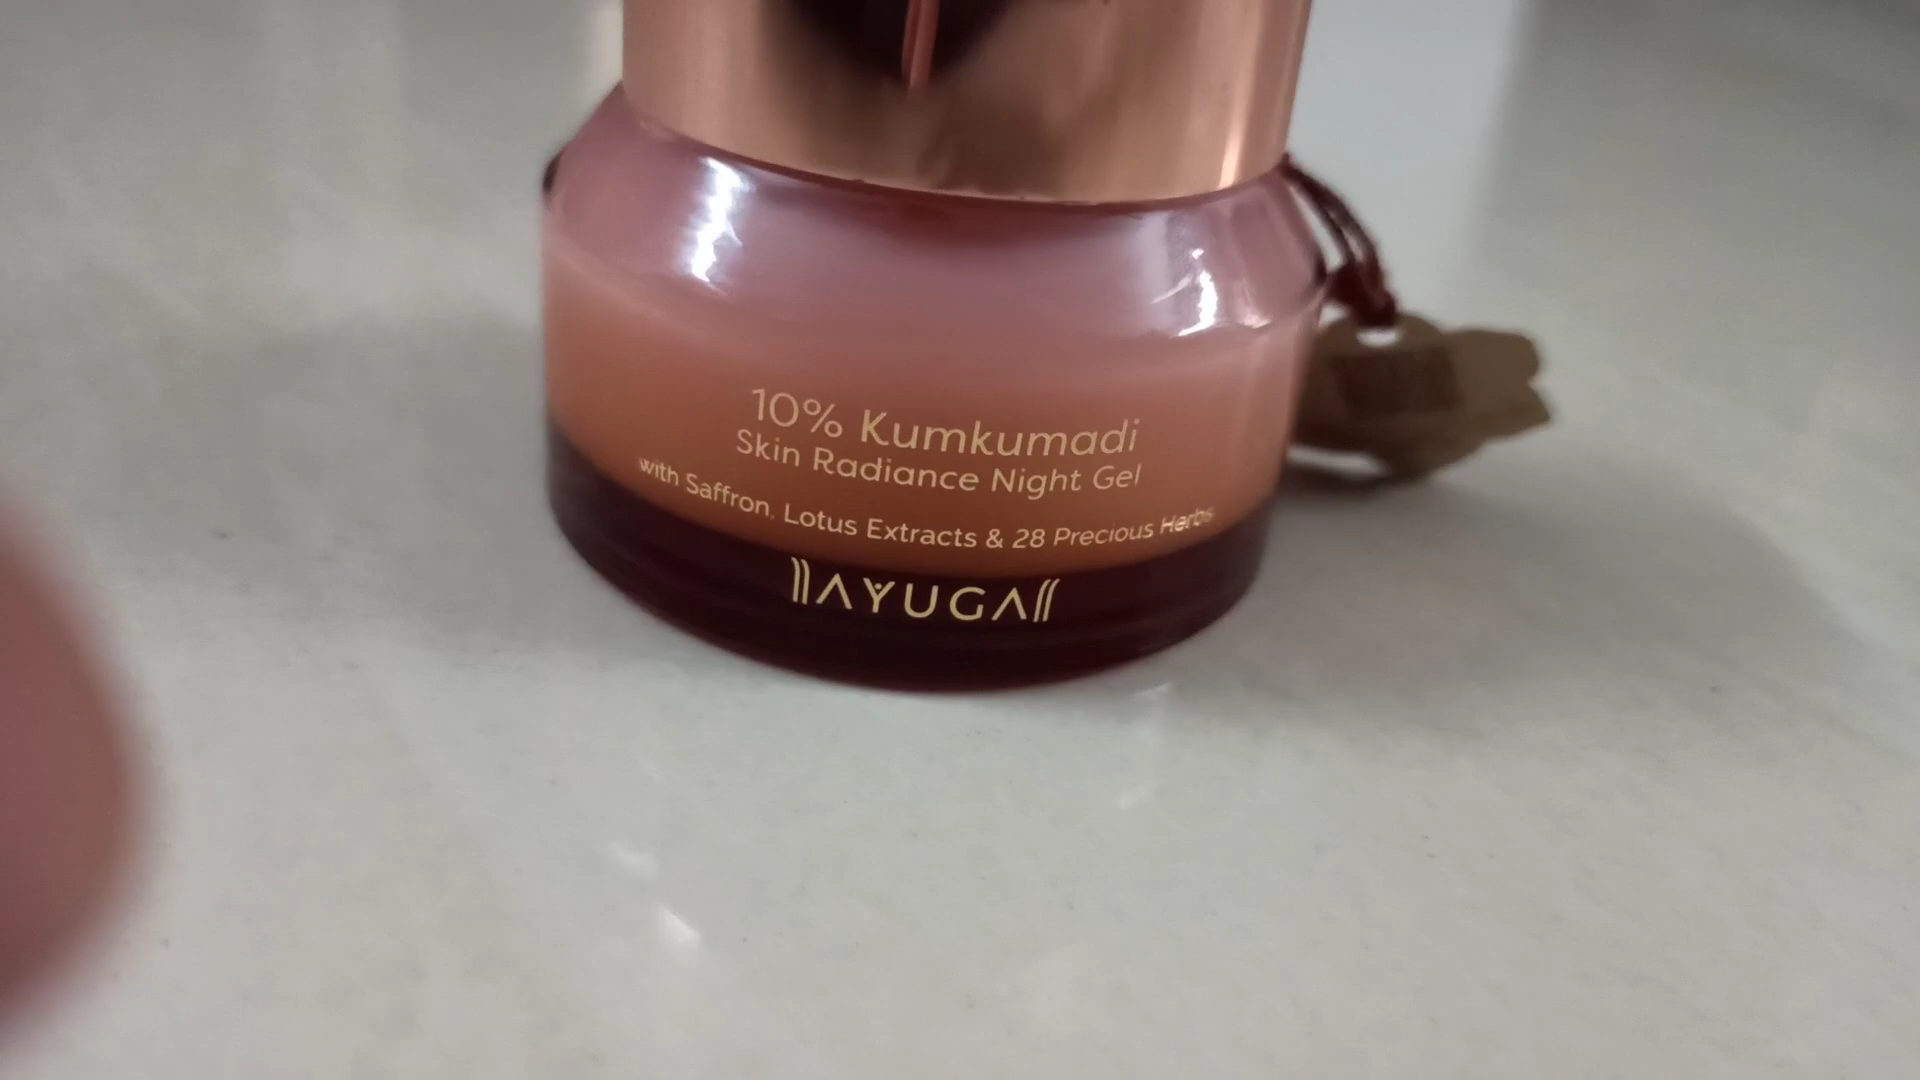 10% Kumkumadi
Skin Radiance Night Gel
with Saffron, Lotus Extracts & 28 Precious Herbs
AYUGA